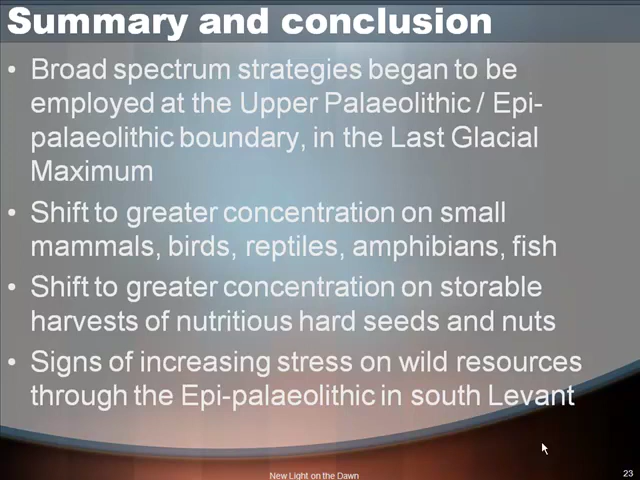 Summary and conclusion
• Broad spectrum strategies began to be
employed at the Upper Palaeolithic / Epi-
palaeolithic boundary, in the Last Glacial
Maximum
• Shift to greater concentration on small
mammals, birds, reptiles, amphibians, fish
• Shift to greater concentration on storable
harvests of nutritious hard seeds and nuts
• Signs of increasing stress on wild resources
through the Epi-palaeolithic in south Levant
New Light on the Dawn
23